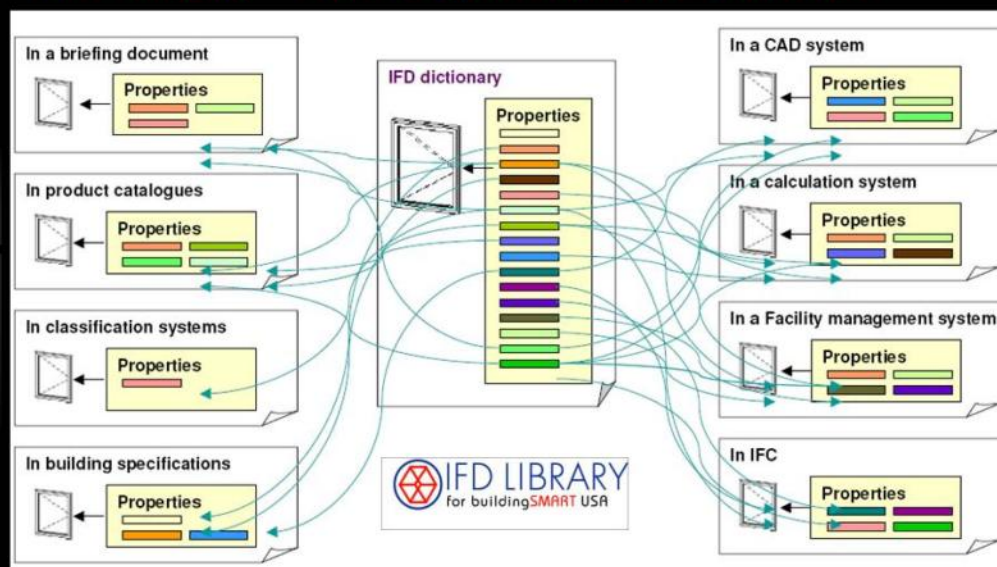 In a briefing document
Properties
In product catalogues
Properties
In classification systems
Properties
In building specifications
Properties
IFD dictionary
Properties
IFD LIBRARY
for buildingSMART USA
In a CAD system
Properties
In a calculation system
Properties
In a Facility management system
Properties
In IFC
Properties